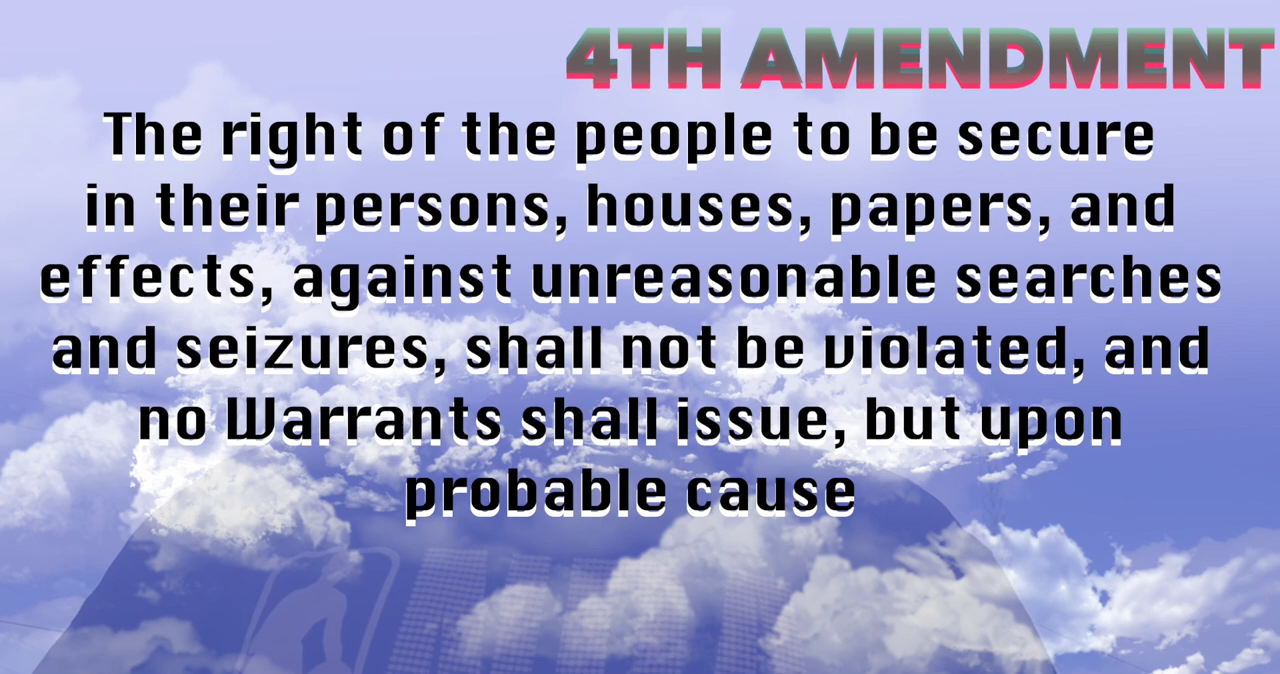 4TH AMENDMENT
The right of the people to be secure
in their persons, houses, papers, and
effects, against unreasonable searches
and seizures, shall not be violated, and
no Warrants shall issue, but upon
probable cause